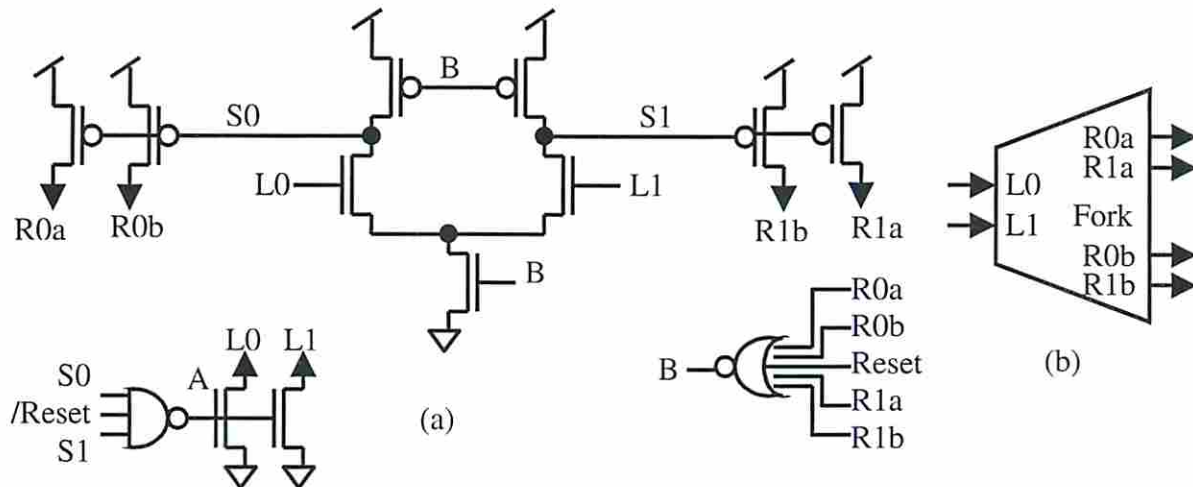 B
S0
S1
L0
L1
R0a
R0b
R1b
R1a
B
L0
L1
S0
A
/Reset
S1
(a)
R0a
R0b
B
Reset
R1a
R1b
R0a
R1a
L0
L1
Fork
R0b
R1b
(b)